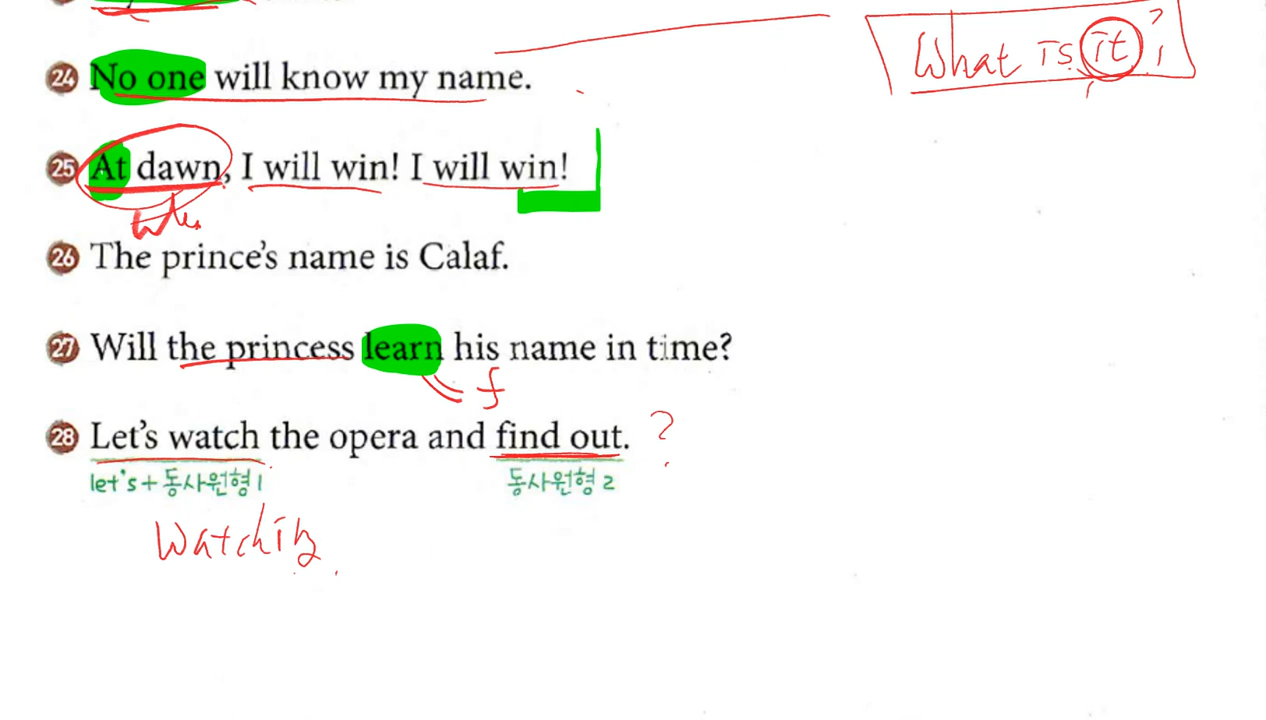 What is it?
24 No one will know my name.
25 At dawn, I will win! I will win!
26 The prince's name is Calaf.
27 Will the princess learn his name in time?
f
28 Let's watch the opera and find out. ?
let's + 동사원형 1 동사원형 2